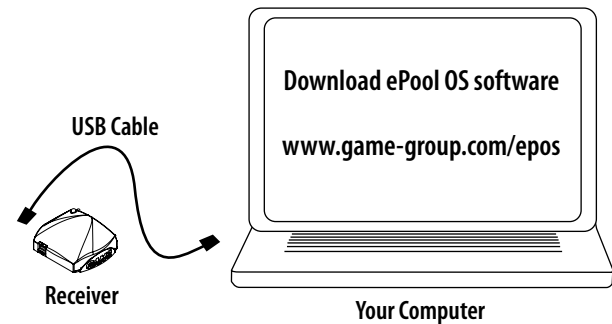 Download ePool OS software
www.game-group.com/epos
USB Cable
Receiver
Your Computer